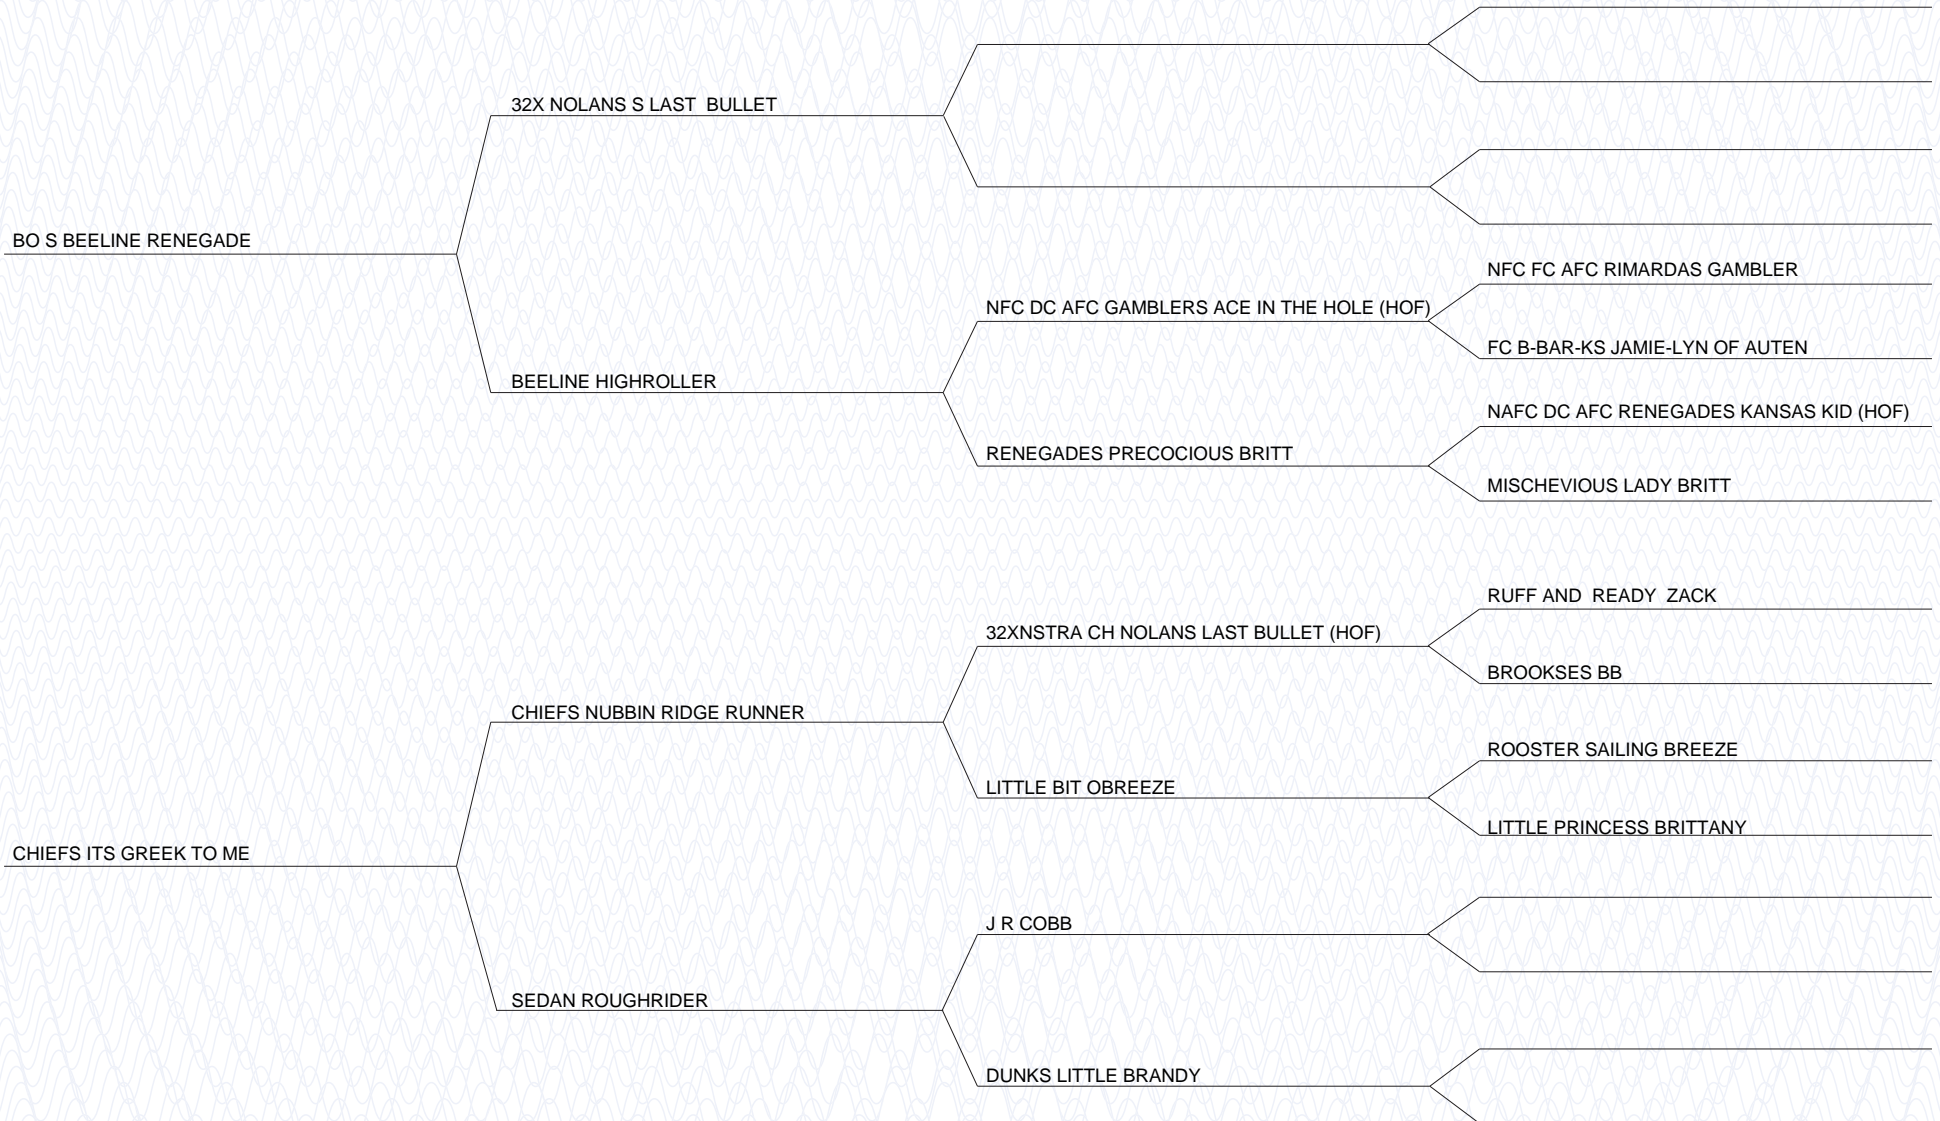 32X NOLANS S LAST  BULLET
BO S BEELINE RENEGADE
NFC FC AFC RIMARDAS GAMBLER
NFC DC AFC GAMBLERS ACE IN THE HOLE (HOF)
FC B-BAR-KS JAMIE-LYN OF AUTEN
BEELINE HIGHROLLER
NAFC DC AFC RENEGADES KANSAS KID (HOF)
RENEGADES PRECOCIOUS BRITT
MISCHEVIOUS LADY BRITT
RUFF AND  READY  ZACK
32XNSTRA CH NOLANS LAST BULLET (HOF)
BROOKSES BB
CHIEFS NUBBIN RIDGE RUNNER
ROOSTER SAILING BREEZE
LITTLE BIT OBREEZE
LITTLE PRINCESS BRITTANY
CHIEFS ITS GREEK TO ME
J R COBB
SEDAN ROUGHRIDER
DUNKS LITTLE BRANDY